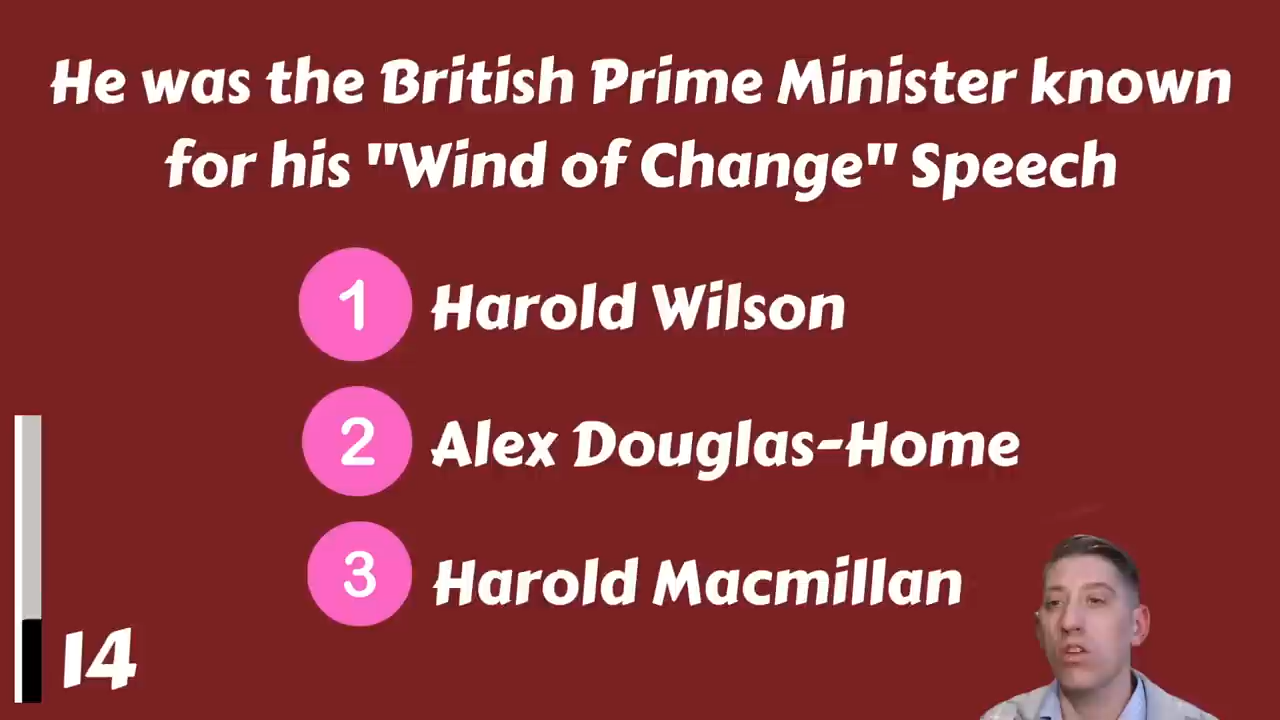 He was the British Prime Minister known
for his "Wind of Change" Speech
1 Harold Wilson
2 Alex Douglas-Home
3 Harold Macmillan
14